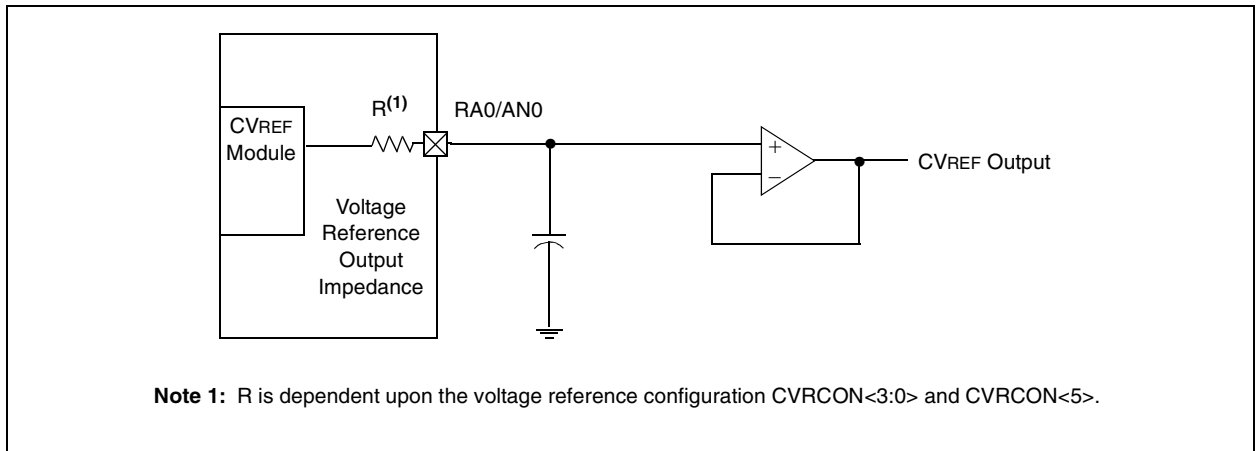 R(1)
RA0/AN0
CVREF
Module
+
−
CVREF Output
Voltage
Reference
Output
Impedance
Note 1: R is dependent upon the voltage reference configuration CVRCON<3:0> and CVRCON<5>.